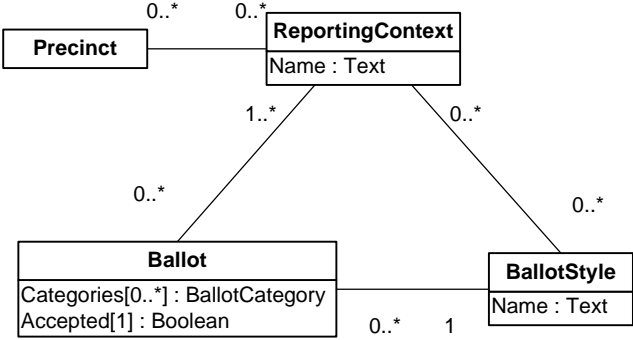 0..* 0..*
Precinct
ReportingContext
Name : Text
1..* 0..*
0..* 0..*
Ballot
Categories[0..*] : BallotCategory
Accepted[1] : Boolean
BallotStyle
Name : Text
0..* 1